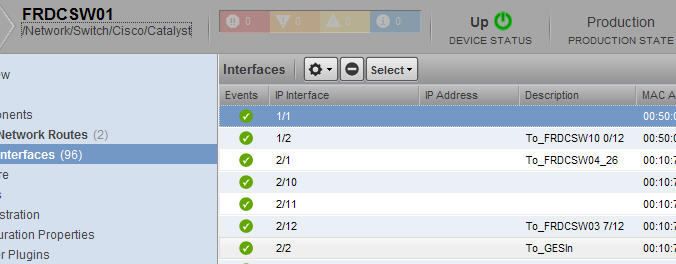 FRDCSW01
/Network/Switch/Cisco/Catalyst
0 0 0 0
Up
DEVICE STATUS
Production
PRODUCTION STATE
ew
onents
Network Routes (2)
nterfaces (96)
re
s
stration
uration Properties
r Plugins
Interfaces Select
Events IP Interface IP Address Description MAC A
1/1 00:50:0
1/2 To_FRDCSW10 0/12 00:50:0
2/1 To_FRDCSW04_26 00:10:7
2/10 00:10:7
2/11 00:10:7
2/12 To_FRDCSW03 7/12 00:10:7
2/2 To_GESIn 00:10:7